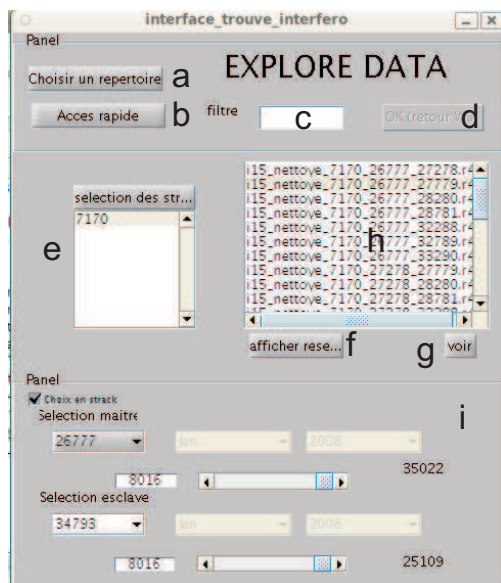 interface_trouve_interfero
Panel
Choisir un repertoire a EXPLORE DATA
Acces rapide b filtre c OK (retour W d
selection des str...
7170
e
i15_nettoye_7170_26777_27278.r4
i15_nettoye_7170_26777_27779.r4
i15_nettoye_7170_26777_28280.r4
i15_nettoye_7170_26777_28781.r4
i15_nettoye_7170_26777_32288.r4
i15_nettoye_7170_26777_32789.r4
i15_nettoye_7170_26777_33290.r4
i15_nettoye_7170_27278_27779.r4
i15_nettoye_7170_27278_28280.r4
i15_nettoye_7170_27278_28781.r4
h
afficher rese... f g voir
Panel
Choix en strack
Selection maitre i
26777 Jan 2008
8016 35022
Selection esclave
34793 Jan 2008
8016 25109